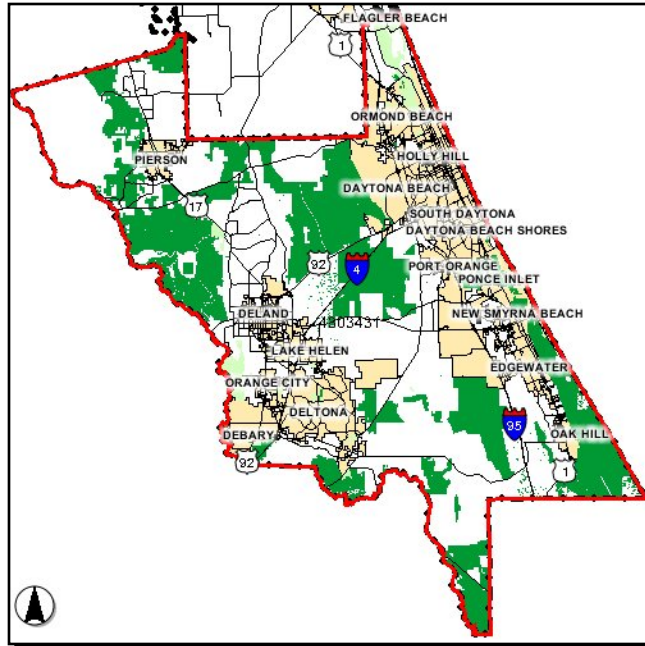 FLAGLER BEACH
1
ORMOND BEACH
HOLLY HILL
PIERSON
DAYTONA BEACH
17
SOUTH DAYTONA
DAYTONA BEACH SHORES
92
4
PORT ORANGE
PONCE INLET
DELAND
NEW SMYRNA BEACH
LAKE HELEN
EDGEWATER
ORANGE CITY
DELTONA
95
DEBARY
OAK HILL
92
1